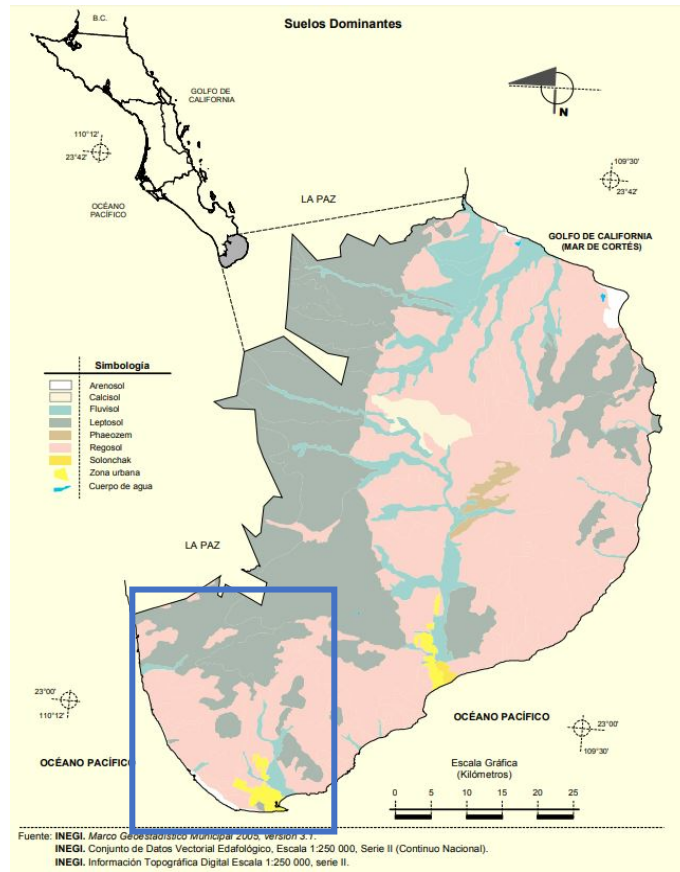 Suelos Dominantes
B.C.
GOLFO DE
CALIFORNIA
110°12'
23°42'
OCÉANO
PACÍFICO
N
109°30'
23°42'
LA PAZ
GOLFO DE CALIFORNIA
(MAR DE CORTÉS)
Simbología
Arenosol
Calcisol
Fluvisol
Leptosol
Phaeozem
Regosol
Solonchak
Zona urbana
Cuerpo de agua
LA PAZ
23°00'
110°12'
OCÉANO PACÍFICO
OCÉANO PACÍFICO
23°00'
109°30'
Escala Gráfica
(Kilómetros)
0 5 10 15 20 25
Fuente: INEGI. Marco Geoestadístico Municipal 2005, versión 3.1.
INEGI. Conjunto de Datos Vectorial Edafológico, Escala 1:250 000, Serie II (Continuo Nacional).
INEGI. Información Topográfica Digital Escala 1:250 000, serie II.